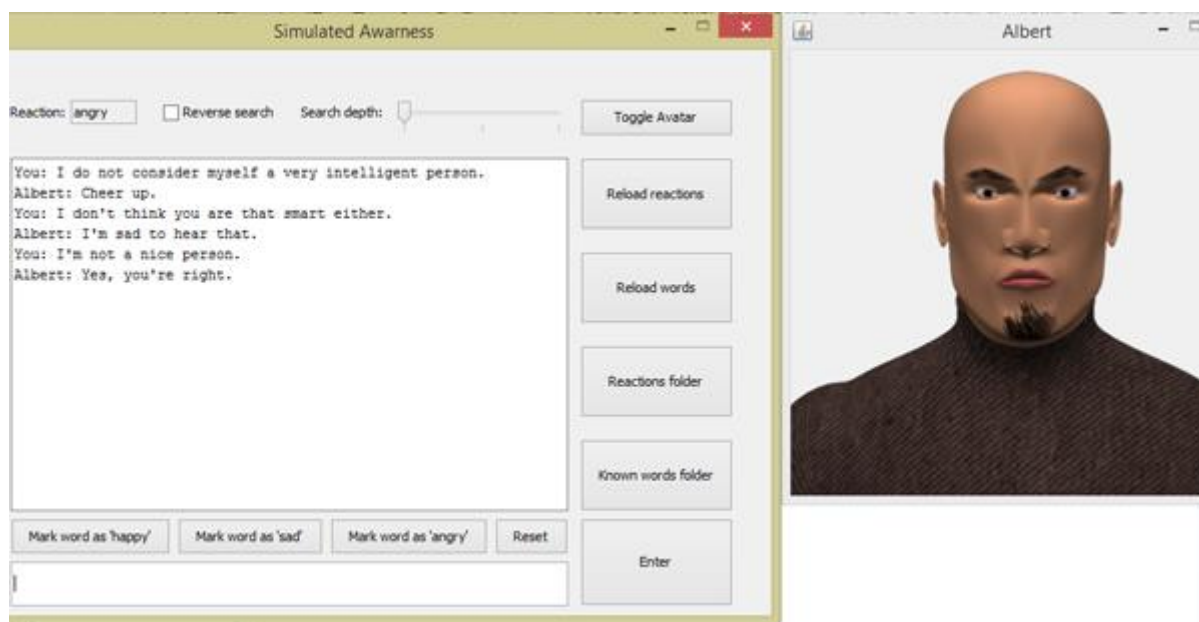 Simulated Awarness
Albert
Reaction: angry Reverse search Search depth: Toggle Avatar
You: I do not consider myself a very intelligent person.
Albert: Cheer up.
You: I don't think you are that smart either.
Albert: I'm sad to hear that.
You: I'm not a nice person.
Albert: Yes, you're right.
Reload reactions
Reload words
Reactions folder
Known words folder
Mark word as 'happy' Mark word as 'sad' Mark word as 'angry' Reset
Enter